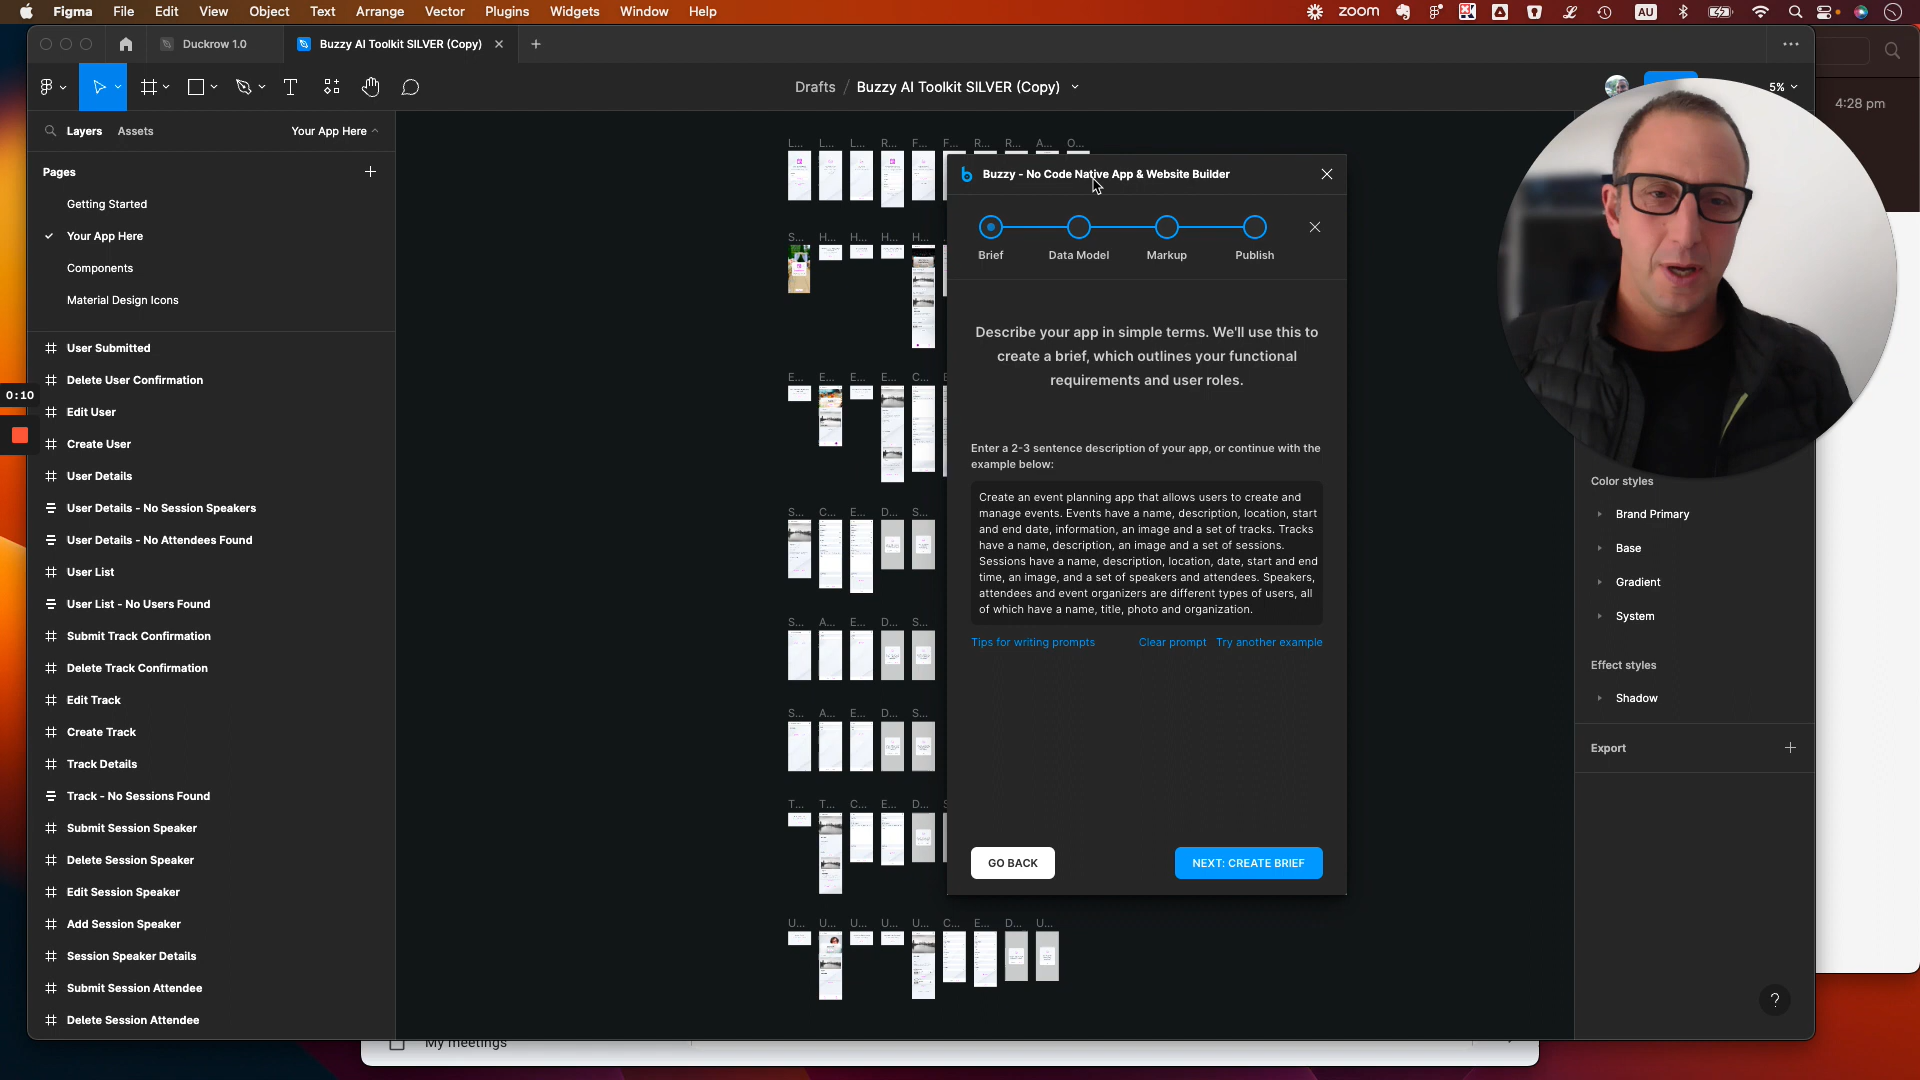 Figma File Edit View Object Text Arrange Vector Plugins Widgets Window Help
zoom AU
Duckrow 1.0
Buzzy AI Toolkit SILVER (Copy)
Drafts / Buzzy AI Toolkit SILVER (Copy)
5%
4:28 pm
Layers Assets Your App Here
Pages
Getting Started
Your App Here
Components
Material Design Icons
User Submitted
Delete User Confirmation
0:10
Edit User
Create User
User Details
User Details - No Session Speakers
User Details - No Attendees Found
User List
User List - No Users Found
Submit Track Confirmation
Delete Track Confirmation
Edit Track
Create Track
Track Details
Track - No Sessions Found
Submit Session Speaker
Delete Session Speaker
Edit Session Speaker
Add Session Speaker
Session Speaker Details
Submit Session Attendee
Delete Session Attendee
L... L... L... R... F... F... R... R... A... O...
S... H... H... H... H...
E... E... E... E... C...
S... C... E... D... S...
S... A... E... D... S...
S... A... E... D... S...
T... T... C... E... D...
U... U... U... U... U... C... E... D... U...
Buzzy - No Code Native App & Website Builder
Brief Data Model Markup Publish
Describe your app in simple terms. We'll use this to
create a brief, which outlines your functional
requirements and user roles.
Enter a 2-3 sentence description of your app, or continue with the
example below:
Create an event planning app that allows users to create and
manage events. Events have a name, description, location, start
and end date, information, an image and a set of tracks. Tracks
have a name, description, an image and a set of sessions.
Sessions have a name, description, location, date, start and end
time, an image, and a set of speakers and attendees. Speakers,
attendees and event organizers are different types of users, all
of which have a name, title, photo and organization.
Tips for writing prompts Clear prompt Try another example
GO BACK NEXT: CREATE BRIEF
Color styles
Brand Primary
Base
Gradient
System
Effect styles
Shadow
Export
?
My meetings